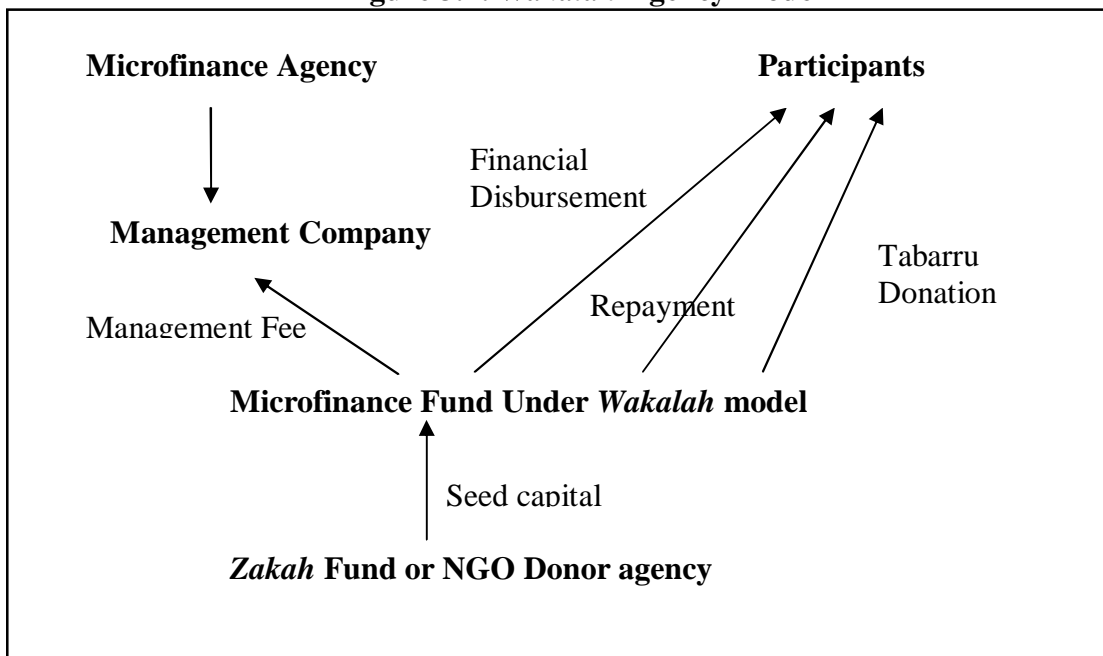 Microfinance Agency
Participants
Financial
Disbursement
Management Company
Tabarru
Donation
Repayment
Management Fee
Microfinance Fund Under Wakalah model
Seed capital
Zakah Fund or NGO Donor agency